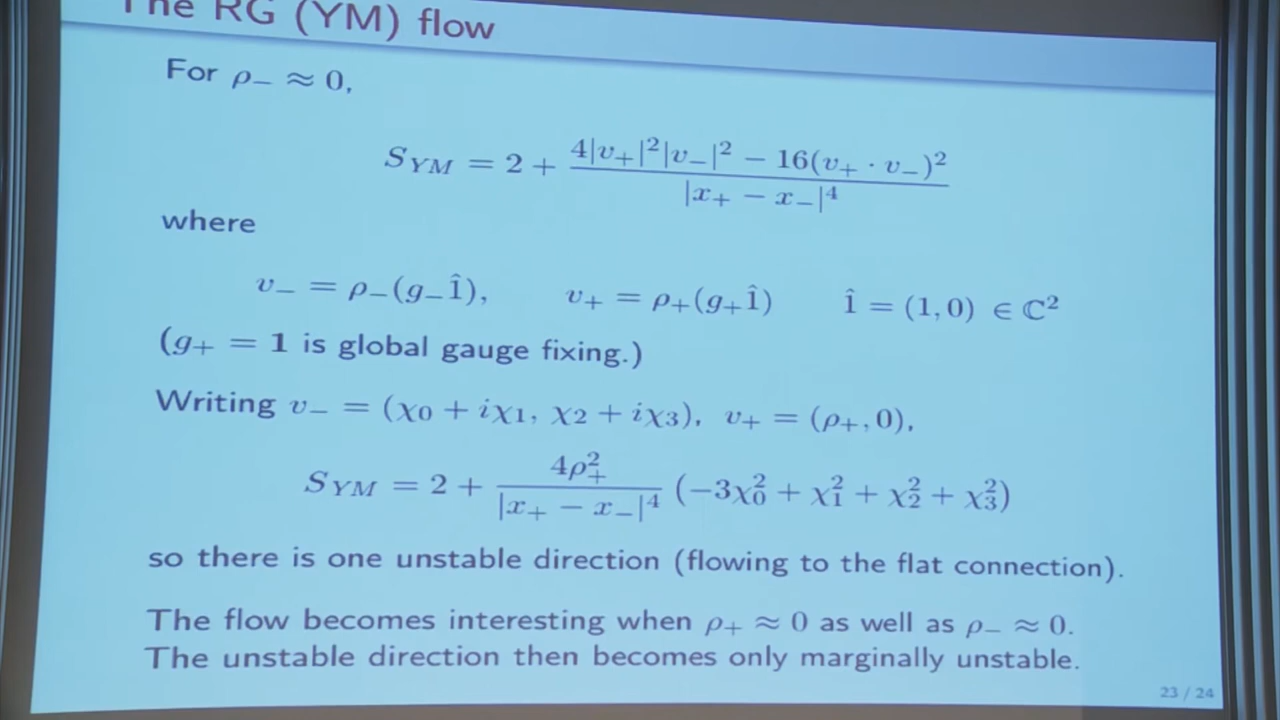 The RG (YM) flow
For ρ₋ ≈ 0,
S_YM = 2 + (4|v₊|²|v₋|² − 16(v₊ · v₋)²) / |x₊ − x₋|⁴
where
v₋ = ρ₋(g₋1̂), v₊ = ρ₊(g₊1̂) 1̂ = (1, 0) ∈ ℂ²
(g₊ = 1 is global gauge fixing.)
Writing v₋ = (χ₀ + iχ₁, χ₂ + iχ₃), v₊ = (ρ₊, 0),
S_YM = 2 + 4ρ₊² / |x₊ − x₋|⁴ (−3χ₀² + χ₁² + χ₂² + χ₃²)
so there is one unstable direction (flowing to the flat connection).
The flow becomes interesting when ρ₊ ≈ 0 as well as ρ₋ ≈ 0.
The unstable direction then becomes only marginally unstable.
23 / 24